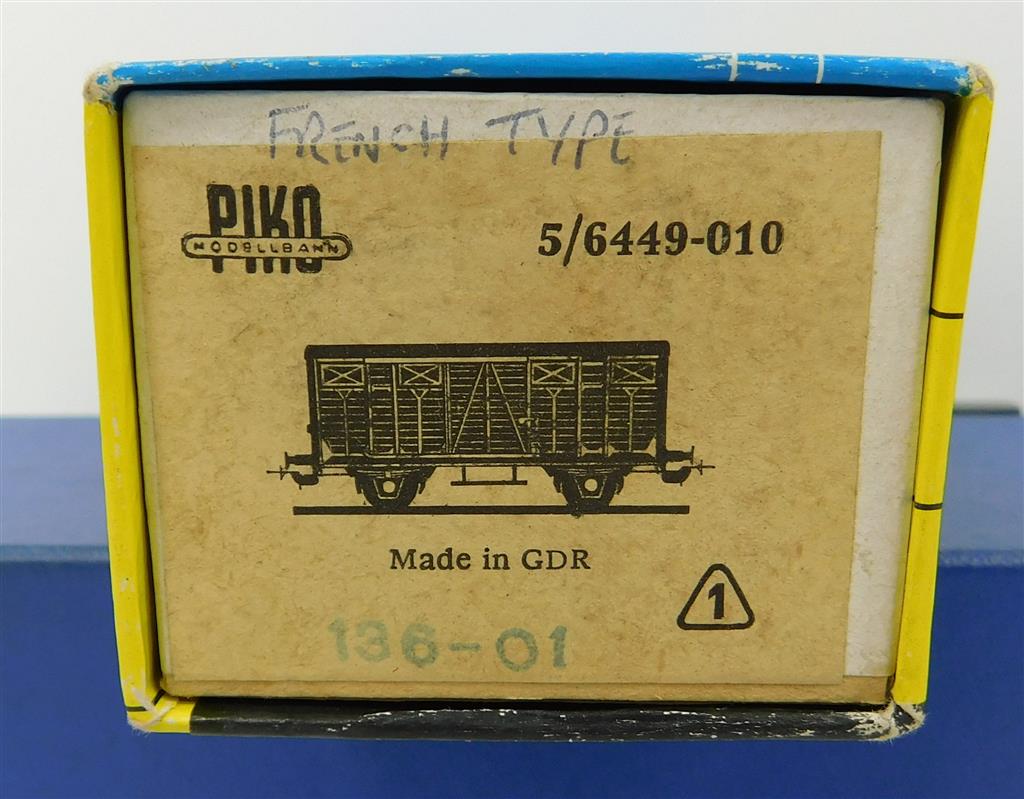 FRENCH TYPE
PIKO
MODELLBAHN
5/6449-010
Made in GDR
1
136-01